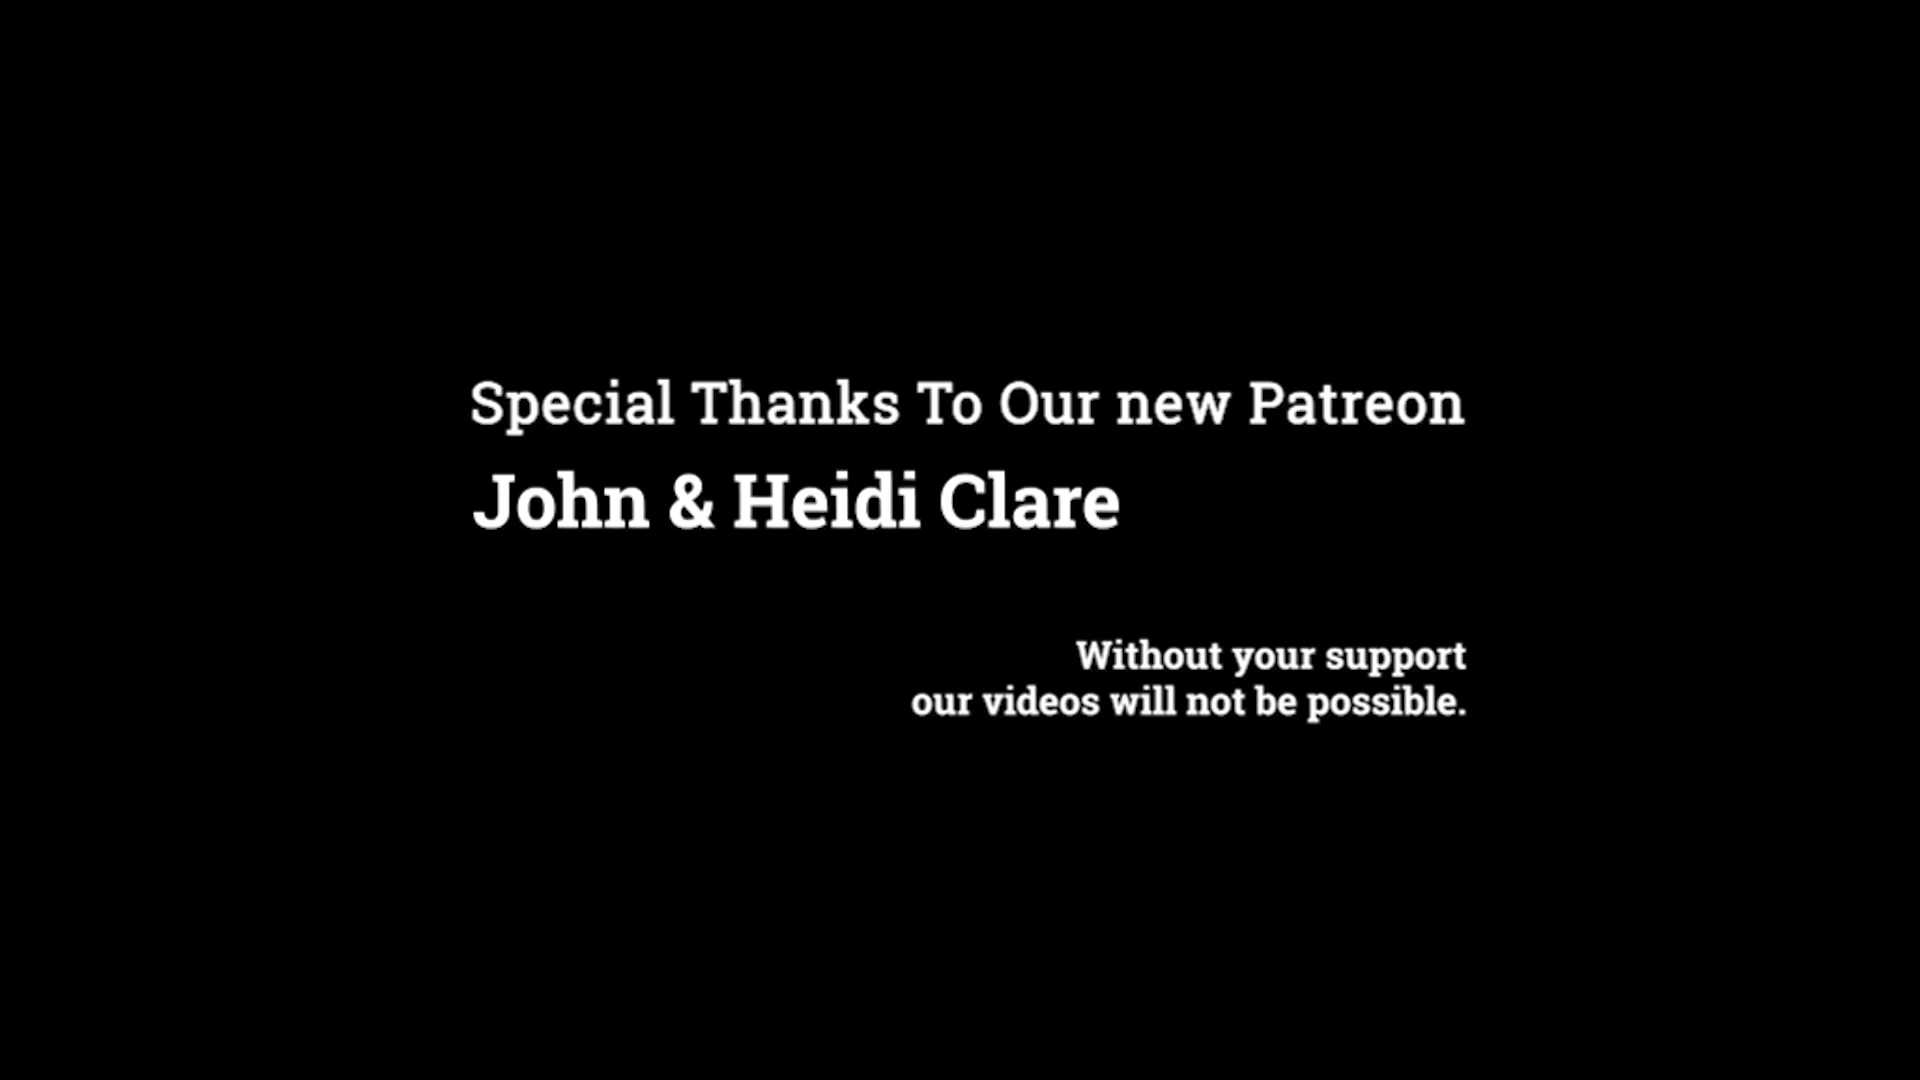 Special Thanks To Our new Patreon
John & Heidi Clare
Without your support
our videos will not be possible.